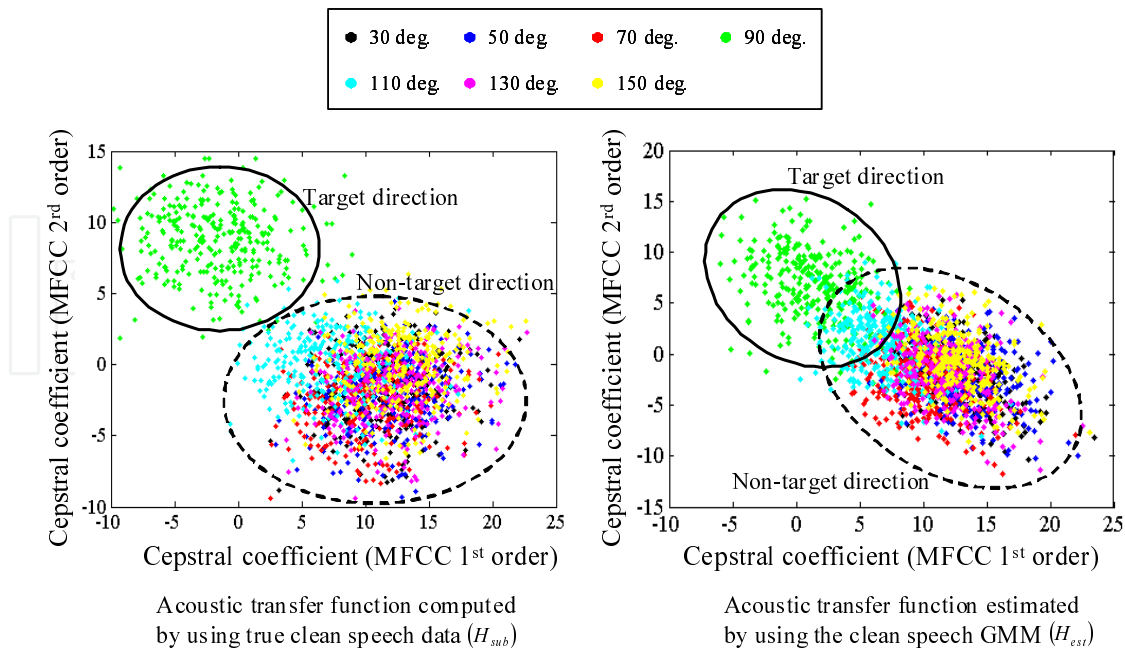 30 deg. 50 deg. 70 deg. 90 deg.
110 deg. 130 deg. 150 deg.
Cepstral coefficient (MFCC 2nd order)
15
10
5
0
-5
-10
-10 -5 0 5 10 15 20 25
Target direction
Non-target direction
Cepstral coefficient (MFCC 1st order)
Acoustic transfer function computed
by using true clean speech data (Hsub)
Cepstral coefficient (MFCC 2nd order)
20
15
10
5
0
-5
-10
-15
-10 -5 0 5 10 15 20 25
Target direction
Non-target direction
Cepstral coefficient (MFCC 1st order)
Acoustic transfer function estimated
by using the clean speech GMM (Hest)